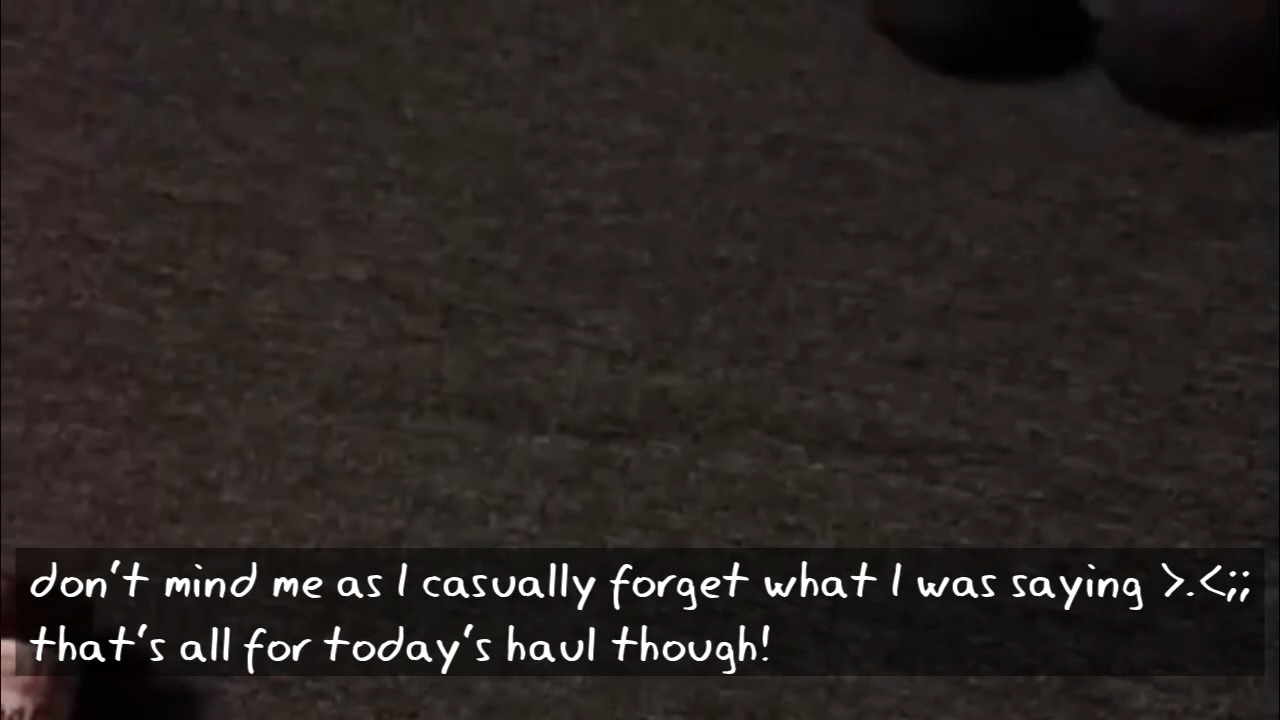 don't mind me as I casually forget what I was saying >.<;;
that's all for today's haul though!